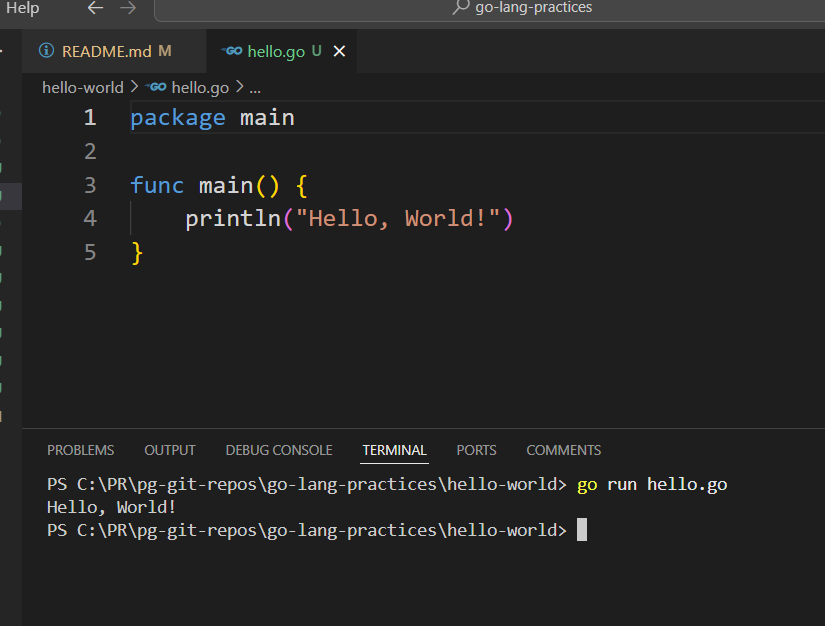 Help go-lang-practices
README.md M GO hello.go U
hello-world > GO hello.go > ...
1 package main
2
3 func main() {
4 println("Hello, World!")
5 }
PROBLEMS OUTPUT DEBUG CONSOLE TERMINAL PORTS COMMENTS
PS C:\PR\pg-git-repos\go-lang-practices\hello-world> go run hello.go
Hello, World!
PS C:\PR\pg-git-repos\go-lang-practices\hello-world>